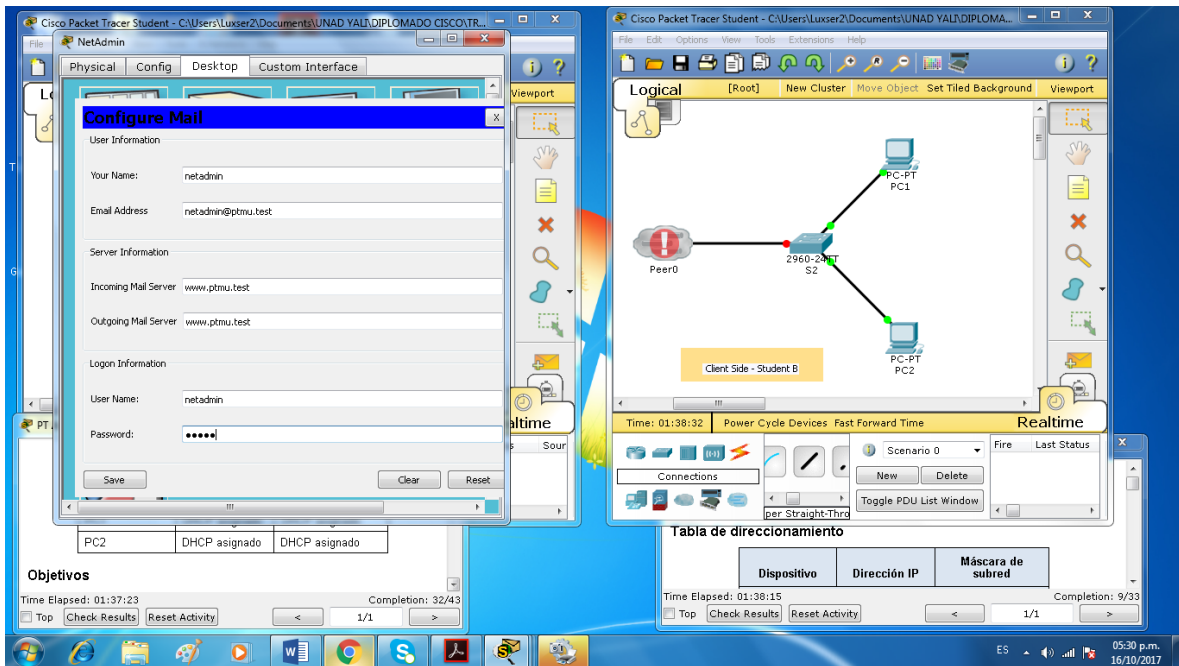 Cisco Packet Tracer Student - C:\Users\Luxser2\Documents\UNAD YALI\DIPLOMADO CISCO\TR...
File
NetAdmin
Physical Config Desktop Custom Interface
Viewport
Configure Mail
X
User Information
Your Name: netadmin
Email Address netadmin@ptmu.test
Server Information
Incoming Mail Server www.ptmu.test
Outgoing Mail Server www.ptmu.test
Logon Information
User Name: netadmin
Password: •••••
Save Clear Reset
altime
s Sour
PT
PC2 DHCP asignado DHCP asignado
Objetivos
Time Elapsed: 01:37:23 Completion: 32/43
Top Check Results Reset Activity < 1/1 >
Cisco Packet Tracer Student - C:\Users\Luxser2\Documents\UNAD YALI\DIPLOMA...
File Edit Options View Tools Extensions Help
Logical [Root] New Cluster Move Object Set Tiled Background Viewport
PC-PT
PC1
Peer0
2960-24TT
S2
PC-PT
PC2
Client Side - Student B
Time: 01:38:32 Power Cycle Devices Fast Forward Time Realtime
Scenario 0
Fire Last Status
Connections
New Delete
Toggle PDU List Window
per Straight-Thro
Tabla de direccionamiento
Dispositivo Dirección IP Máscara de
subred
Time Elapsed: 01:38:15 Completion: 9/33
Top Check Results Reset Activity < 1/1 >
ES 05:30 p.m.
16/10/2017